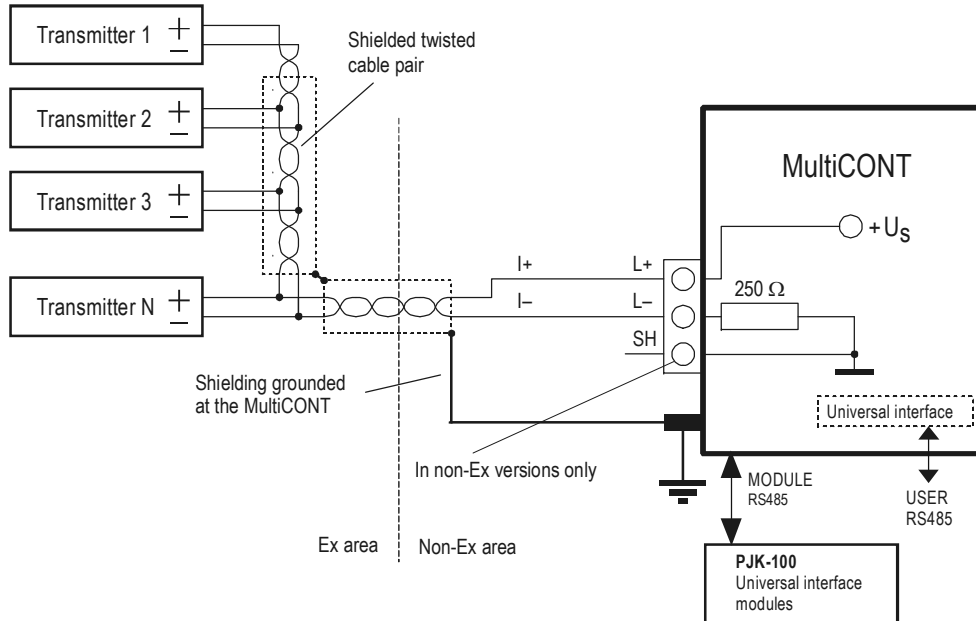 Transmitter 1
+
–
Shielded twisted
cable pair
Transmitter 2
+
–
Transmitter 3
+
–
Transmitter N
+
–
I+
I–
L+
L–
SH
MultiCONT
+ US
250 Ω
Shielding grounded
at the MultiCONT
In non-Ex versions only
Universal interface
MODULE
RS485
USER
RS485
Ex area
Non-Ex area
PJK-100
Universal interface
modules